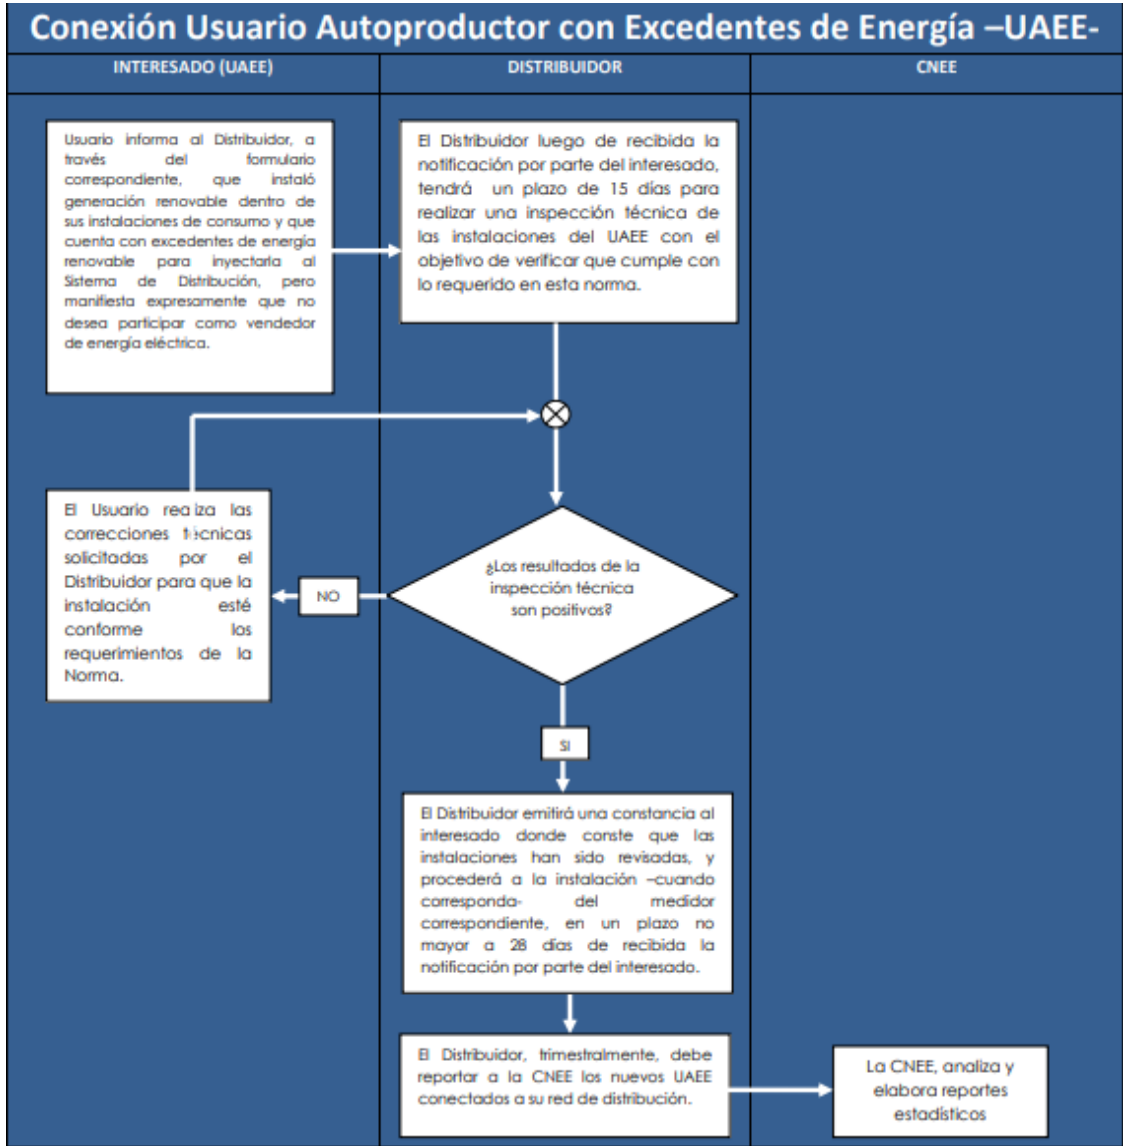 Conexión Usuario Autoproductor con Excedentes de Energía –UAEE-
INTERESADO (UAEE)
DISTRIBUIDOR
CNEE
Usuario informa al Distribuidor, a
través del formulario
correspondiente, que instaló
generación renovable dentro de
sus instalaciones de consumo y que
cuenta con excedentes de energía
renovable para inyectarla al
Sistema de Distribución, pero
manifiesta expresamente que no
desea participar como vendedor
de energía eléctrica.
El Distribuidor luego de recibida la
notificación por parte del interesado,
tendrá un plazo de 15 días para
realizar una inspección técnica de
las instalaciones del UAEE con el
objetivo de verificar que cumple con
lo requerido en esta norma.
El Usuario realiza las
correcciones técnicas
solicitadas por el
Distribuidor para que la
instalación esté
conforme los
requerimientos de la
Norma.
NO
¿Los resultados de la
inspección técnica
son positivos?
SI
El Distribuidor emitirá una constancia al
interesado donde conste que las
instalaciones han sido revisadas, y
procederá a la instalación –cuando
corresponda- del medidor
correspondiente, en un plazo no
mayor a 28 días de recibida la
notificación por parte del interesado.
El Distribuidor, trimestralmente, debe
reportar a la CNEE los nuevos UAEE
conectados a su red de distribución.
La CNEE, analiza y
elabora reportes
estadísticos